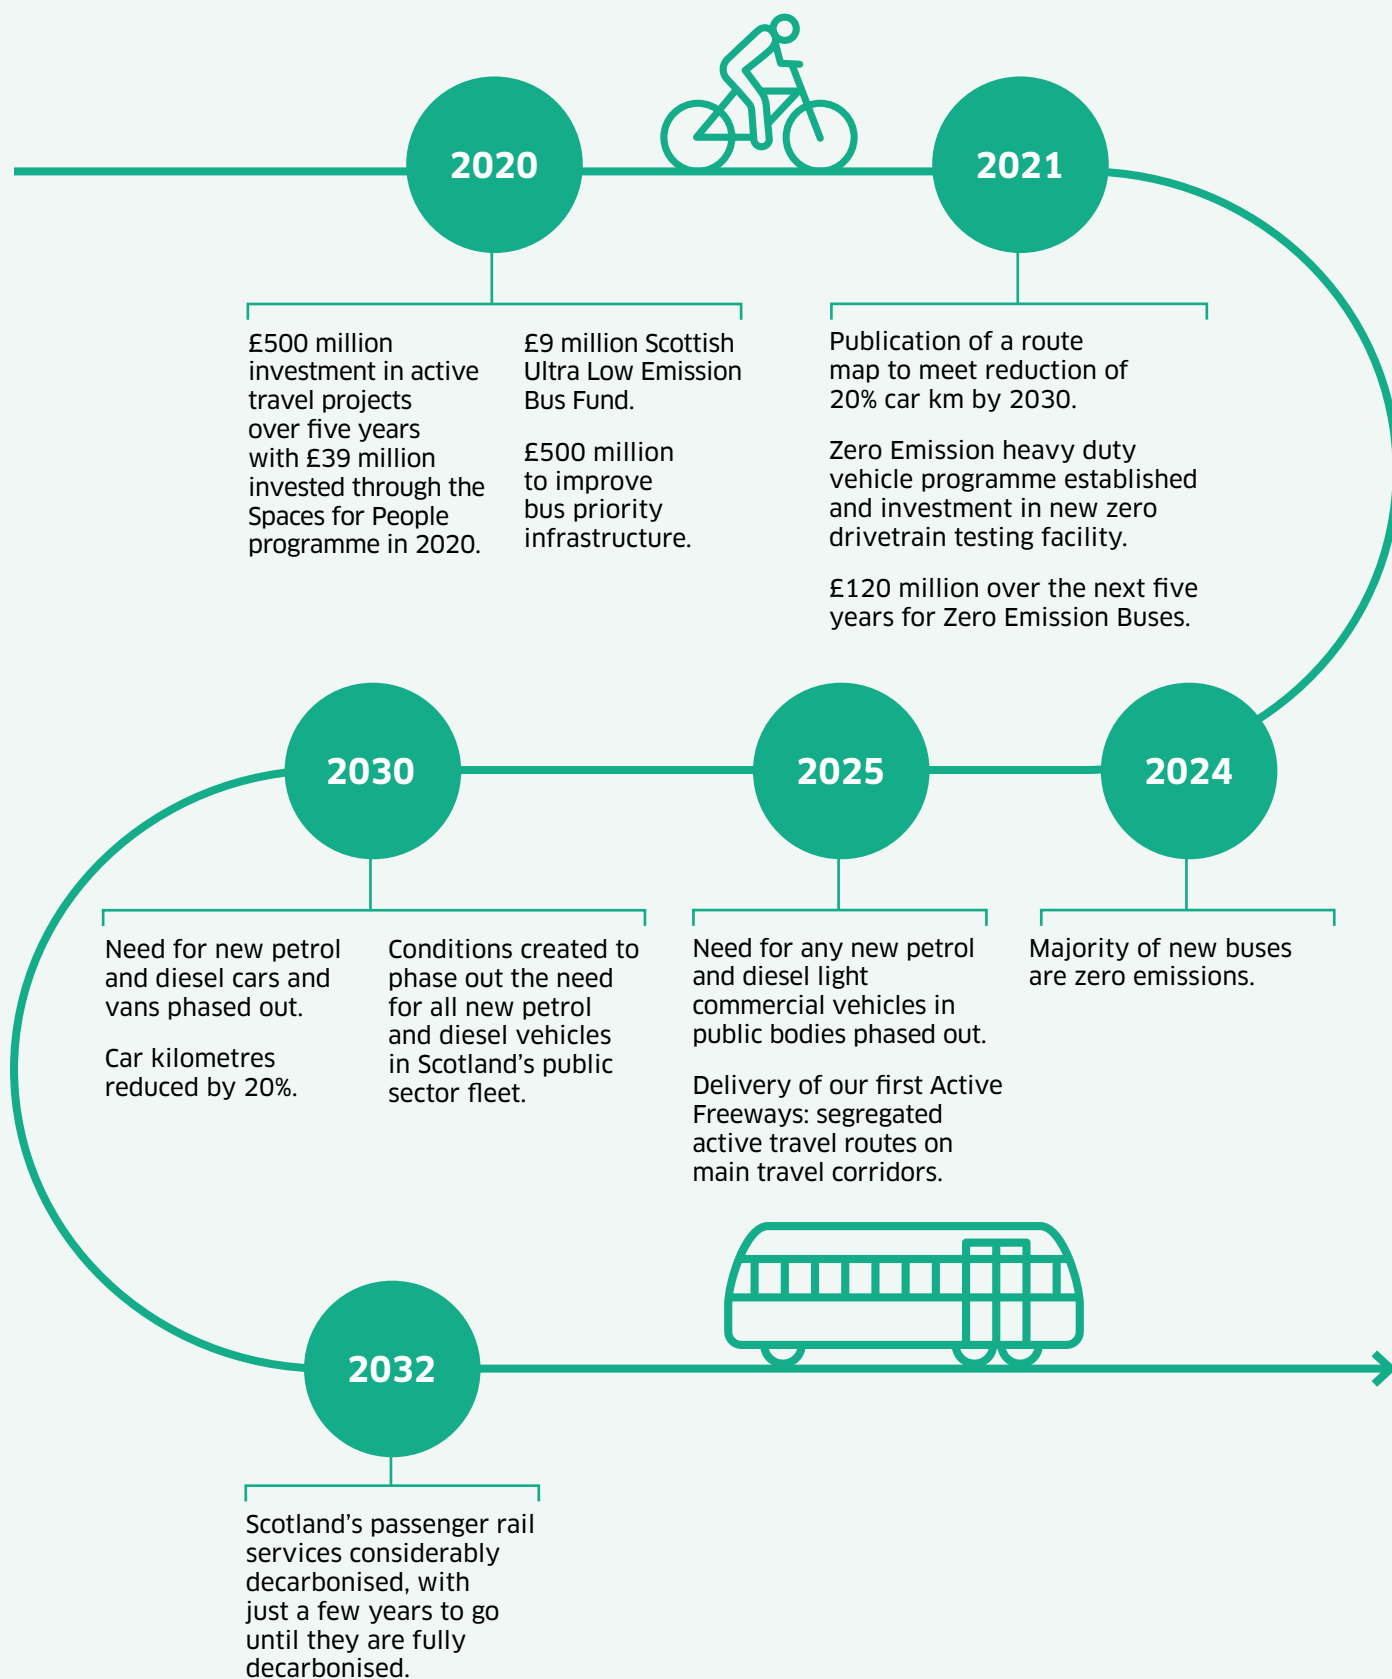 2020
£500 million
investment in active
travel projects
over five years
with £39 million
invested through the
Spaces for People
programme in 2020.
£9 million Scottish
Ultra Low Emission
Bus Fund.
£500 million
to improve
bus priority
infrastructure.
2021
Publication of a route
map to meet reduction of
20% car km by 2030.
Zero Emission heavy duty
vehicle programme established
and investment in new zero
drivetrain testing facility.
£120 million over the next five
years for Zero Emission Buses.
2024
Majority of new buses
are zero emissions.
2025
Need for any new petrol
and diesel light
commercial vehicles in
public bodies phased out.
Delivery of our first Active
Freeways: segregated
active travel routes on
main travel corridors.
2030
Need for new petrol
and diesel cars and
vans phased out.
Car kilometres
reduced by 20%.
Conditions created to
phase out the need
for all new petrol
and diesel vehicles
in Scotland’s public
sector fleet.
2032
Scotland’s passenger rail
services considerably
decarbonised, with
just a few years to go
until they are fully
decarbonised.